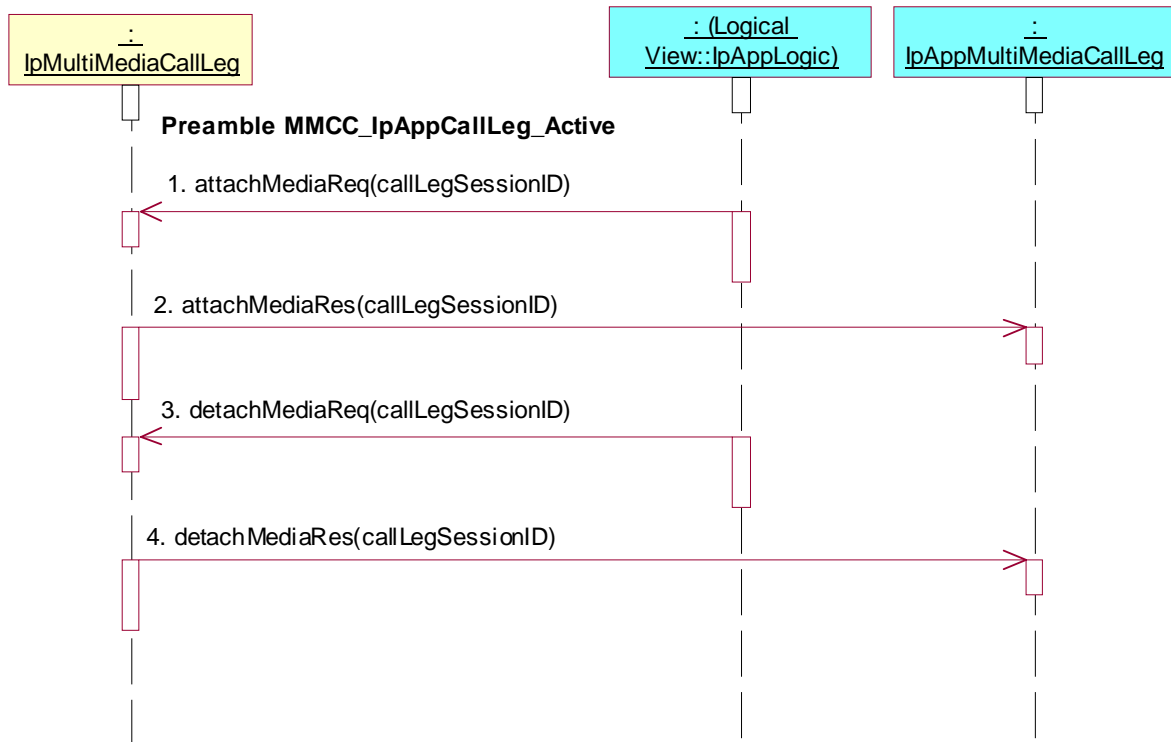 :
IpMultiMediaCallLeg
: (Logical
View::IpAppLogic)
:
IpAppMultiMediaCallLeg
Preamble MMCC_IpAppCallLeg_Active
1. attachMediaReq(callLegSessionID)
2. attachMediaRes(callLegSessionID)
3. detachMediaReq(callLegSessionID)
4. detachMediaRes(callLegSessionID)